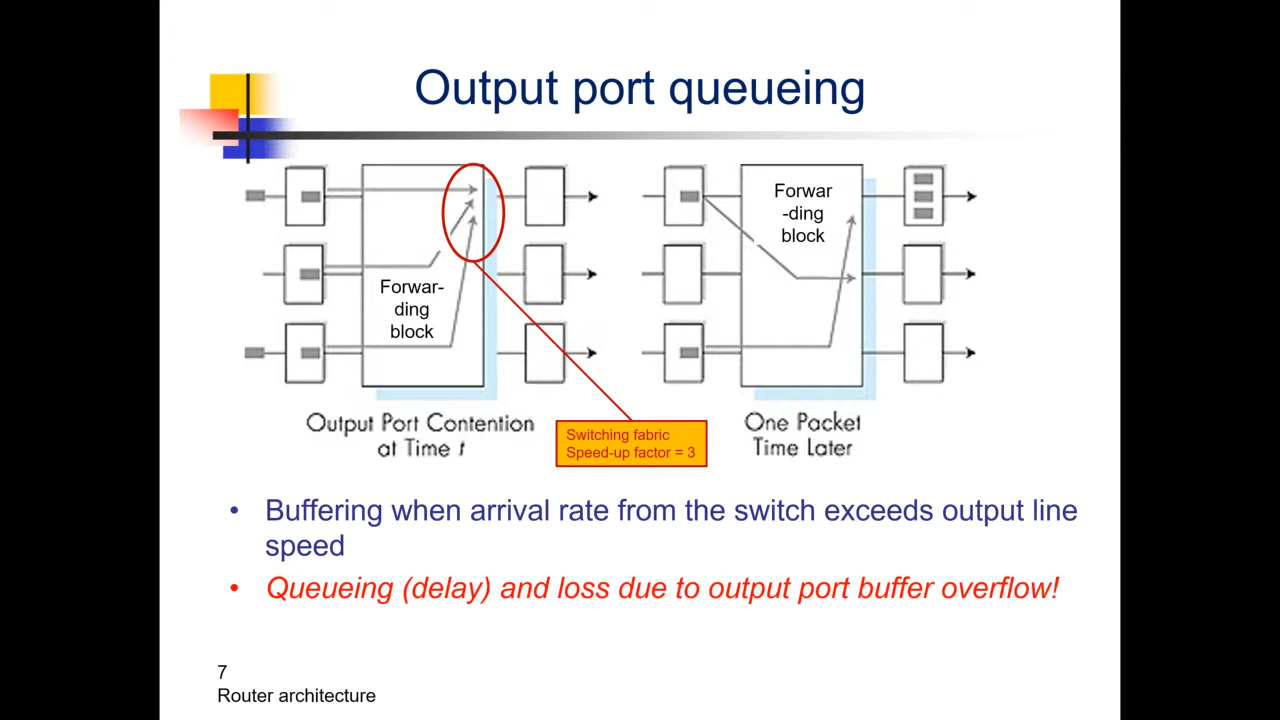 Output port queueing
Forwar-
ding
block
Forwar
-ding
block
Output Port Contention
at Time t
One Packet
Time Later
Switching fabric
Speed-up factor = 3
• Buffering when arrival rate from the switch exceeds output line
speed
• Queueing (delay) and loss due to output port buffer overflow!
7
Router architecture